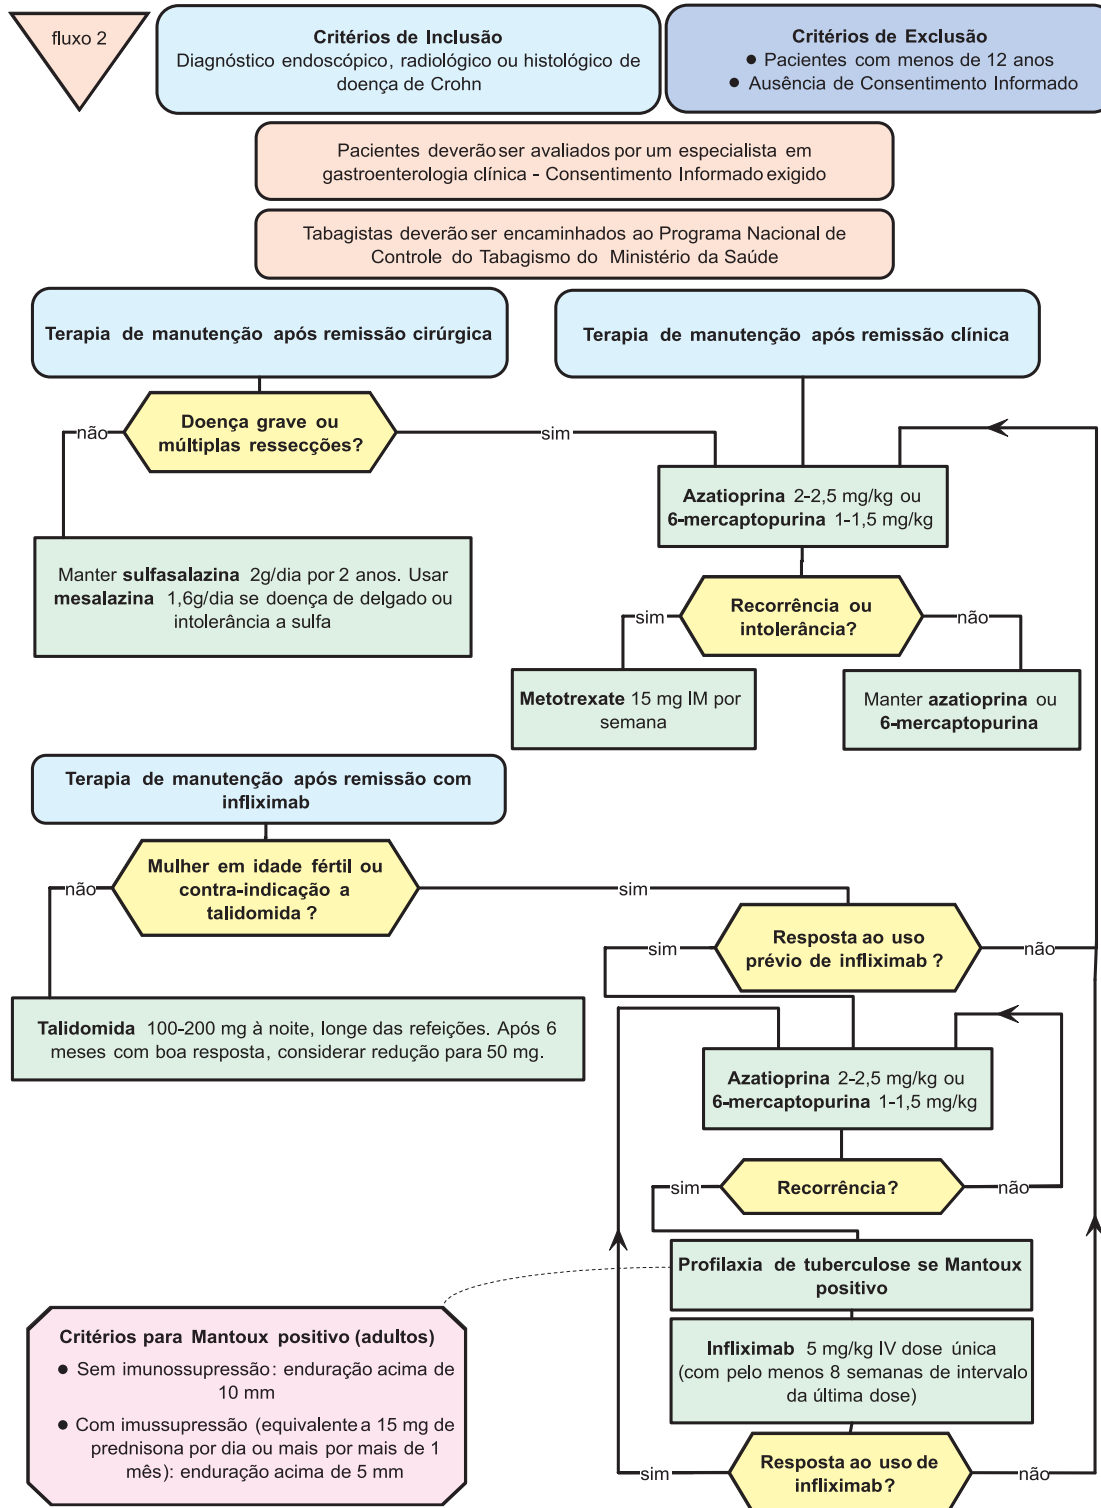 fluxo 2
Critérios de Inclusão
Diagnóstico endoscópico, radiológico ou histológico de
doença de Crohn
Critérios de Exclusão
● Pacientes com menos de 12 anos
● Ausência de Consentimento Informado
Pacientes deverão ser avaliados por um especialista em
gastroenterologia clínica - Consentimento Informado exigido
Tabagistas deverão ser encaminhados ao Programa Nacional de
Controle do Tabagismo do Ministério da Saúde
Terapia de manutenção após remissão cirúrgica
Terapia de manutenção após remissão clínica
Doença grave ou
múltiplas ressecções?
não
sim
Azatioprina 2-2,5 mg/kg ou
6-mercaptopurina 1-1,5 mg/kg
Manter sulfasalazina 2g/dia por 2 anos. Usar
mesalazina 1,6g/dia se doença de delgado ou
intolerância a sulfa
Recorrência ou
intolerância?
sim
não
Metotrexate 15 mg IM por
semana
Manter azatioprina ou
6-mercaptopurina
Terapia de manutenção após remissão com
infliximab
Mulher em idade fértil ou
contra-indicação a
talidomida ?
não
sim
Resposta ao uso
prévio de infliximab ?
sim
não
Talidomida 100-200 mg à noite, longe das refeições. Após 6
meses com boa resposta, considerar redução para 50 mg.
Azatioprina 2-2,5 mg/kg ou
6-mercaptopurina 1-1,5 mg/kg
Recorrência?
sim
não
Profilaxia de tuberculose se Mantoux
positivo
Infliximab 5 mg/kg IV dose única
(com pelo menos 8 semanas de intervalo
da última dose)
Critérios para Mantoux positivo (adultos)
● Sem imunossupressão: enduração acima de
10 mm
● Com imussupressão (equivalente a 15 mg de
prednisona por dia ou mais por mais de 1
mês): enduração acima de 5 mm
Resposta ao uso de
infliximab?
sim
não